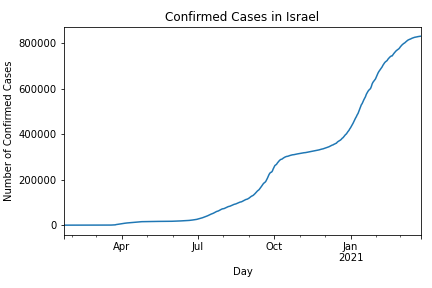 Confirmed Cases in Israel
Number of Confirmed Cases
800000
600000
400000
200000
0
Apr
Jul
Oct
Jan
2021
Day